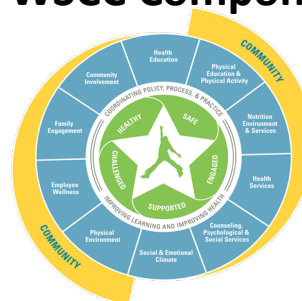 WSCC Compon
COMMUNITY
Health
Education
Physical
Education &
Physical Activity
Nutrition
Environment
& Services
Health
Services
Counseling,
Psychological &
Social Services
Social & Emotional
Climate
Physical
Environment
Employee
Wellness
Family
Engagement
Community
Involvement
COORDINATING POLICY, PROCESS, & PRACTICE
IMPROVING LEARNING AND IMPROVING HEALTH
HEALTHY
SAFE
ENGAGED
SUPPORTED
CHALLENGED
COMMUNITY